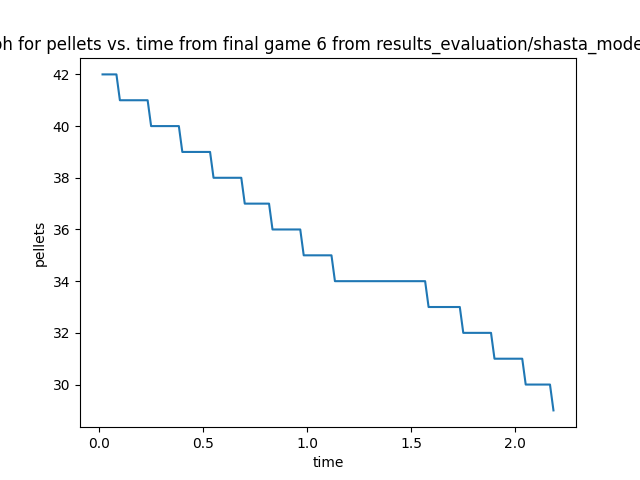 for pellets vs. time from final game 6 from results_evaluation/shasta_mode
42
40
38
36
34
32
30
pellets
0.0 0.5 1.0 1.5 2.0
time